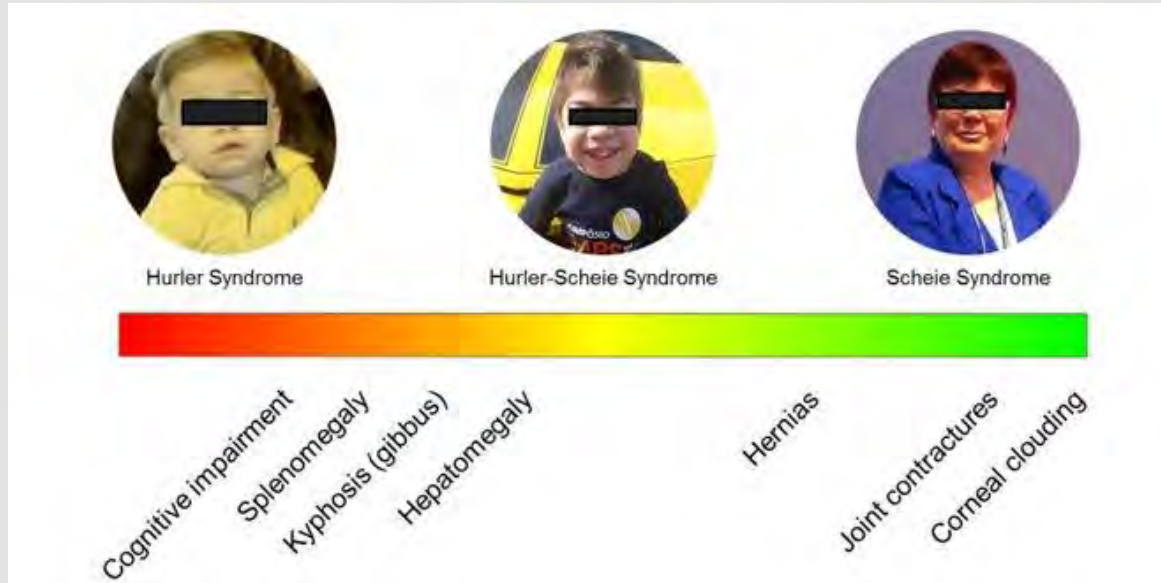 Hurler Syndrome
Hurler-Scheie Syndrome
Scheie Syndrome
Cognitive impairment
Splenomegaly
Kyphosis (gibbus)
Hepatomegaly
Hernias
Joint contractures
Corneal clouding